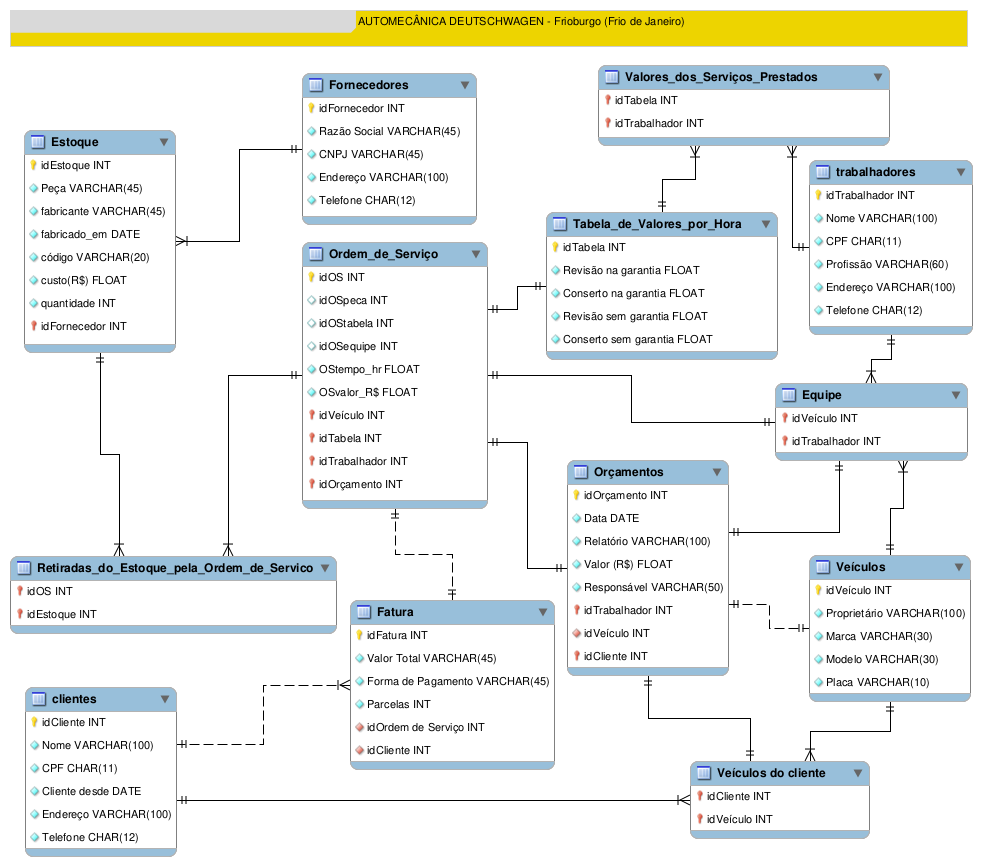 AUTOMECÂNICA DEUTSCHWAGEN - Frioburgo (Frio de Janeiro)
Fornecedores
idFornecedor INT
Razão Social VARCHAR(45)
CNPJ VARCHAR(45)
Endereço VARCHAR(100)
Telefone CHAR(12)
Valores_dos_Serviços_Prestados
idTabela INT
idTrabalhador INT
Estoque
idEstoque INT
Peça VARCHAR(45)
fabricante VARCHAR(45)
fabricado_em DATE
código VARCHAR(20)
custo(R$) FLOAT
quantidade INT
idFornecedor INT
trabalhadores
idTrabalhador INT
Nome VARCHAR(100)
CPF CHAR(11)
Profissão VARCHAR(60)
Endereço VARCHAR(100)
Telefone CHAR(12)
Tabela_de_Valores_por_Hora
idTabela INT
Revisão na garantia FLOAT
Conserto na garantia FLOAT
Revisão sem garantia FLOAT
Conserto sem garantia FLOAT
Ordem_de_Serviço
idOS INT
idOSpeca INT
idOStabela INT
idOSequipe INT
OStempo_hr FLOAT
OSvalor_R$ FLOAT
idVeículo INT
idTabela INT
idTrabalhador INT
idOrçamento INT
Equipe
idVeículo INT
idTrabalhador INT
Orçamentos
idOrçamento INT
Data DATE
Relatório VARCHAR(100)
Valor (R$) FLOAT
Responsável VARCHAR(50)
idTrabalhador INT
idVeículo INT
idCliente INT
Retiradas_do_Estoque_pela_Ordem_de_Servico
idOS INT
idEstoque INT
Veículos
idVeículo INT
Proprietário VARCHAR(100)
Marca VARCHAR(30)
Modelo VARCHAR(30)
Placa VARCHAR(10)
Fatura
idFatura INT
Valor Total VARCHAR(45)
Forma de Pagamento VARCHAR(45)
Parcelas INT
idOrdem de Serviço INT
idCliente INT
clientes
idCliente INT
Nome VARCHAR(100)
CPF CHAR(11)
Cliente desde DATE
Endereço VARCHAR(100)
Telefone CHAR(12)
Veículos do cliente
idCliente INT
idVeículo INT